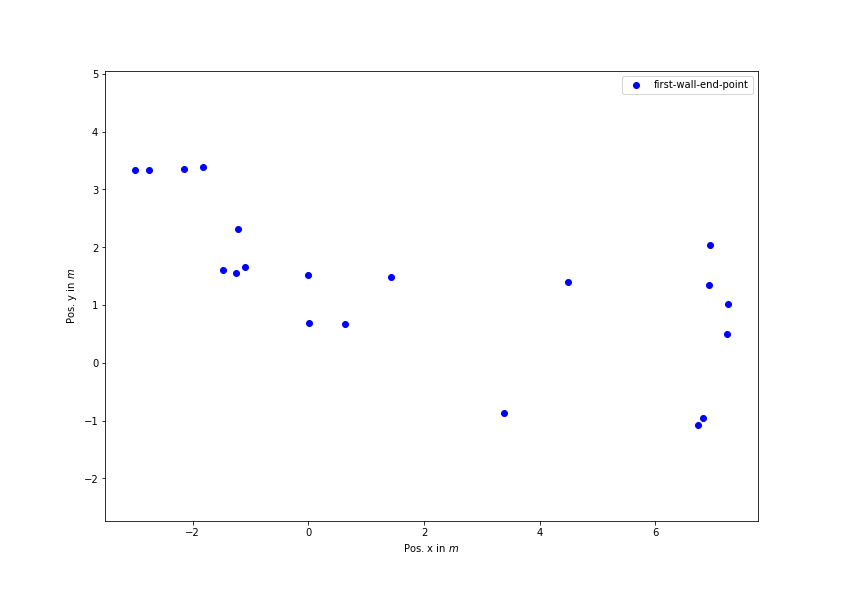 5
first-wall-end-point
4
3
2
1
0
−1
−2
Pos. y in m
−2 0 2 4 6
Pos. x in m